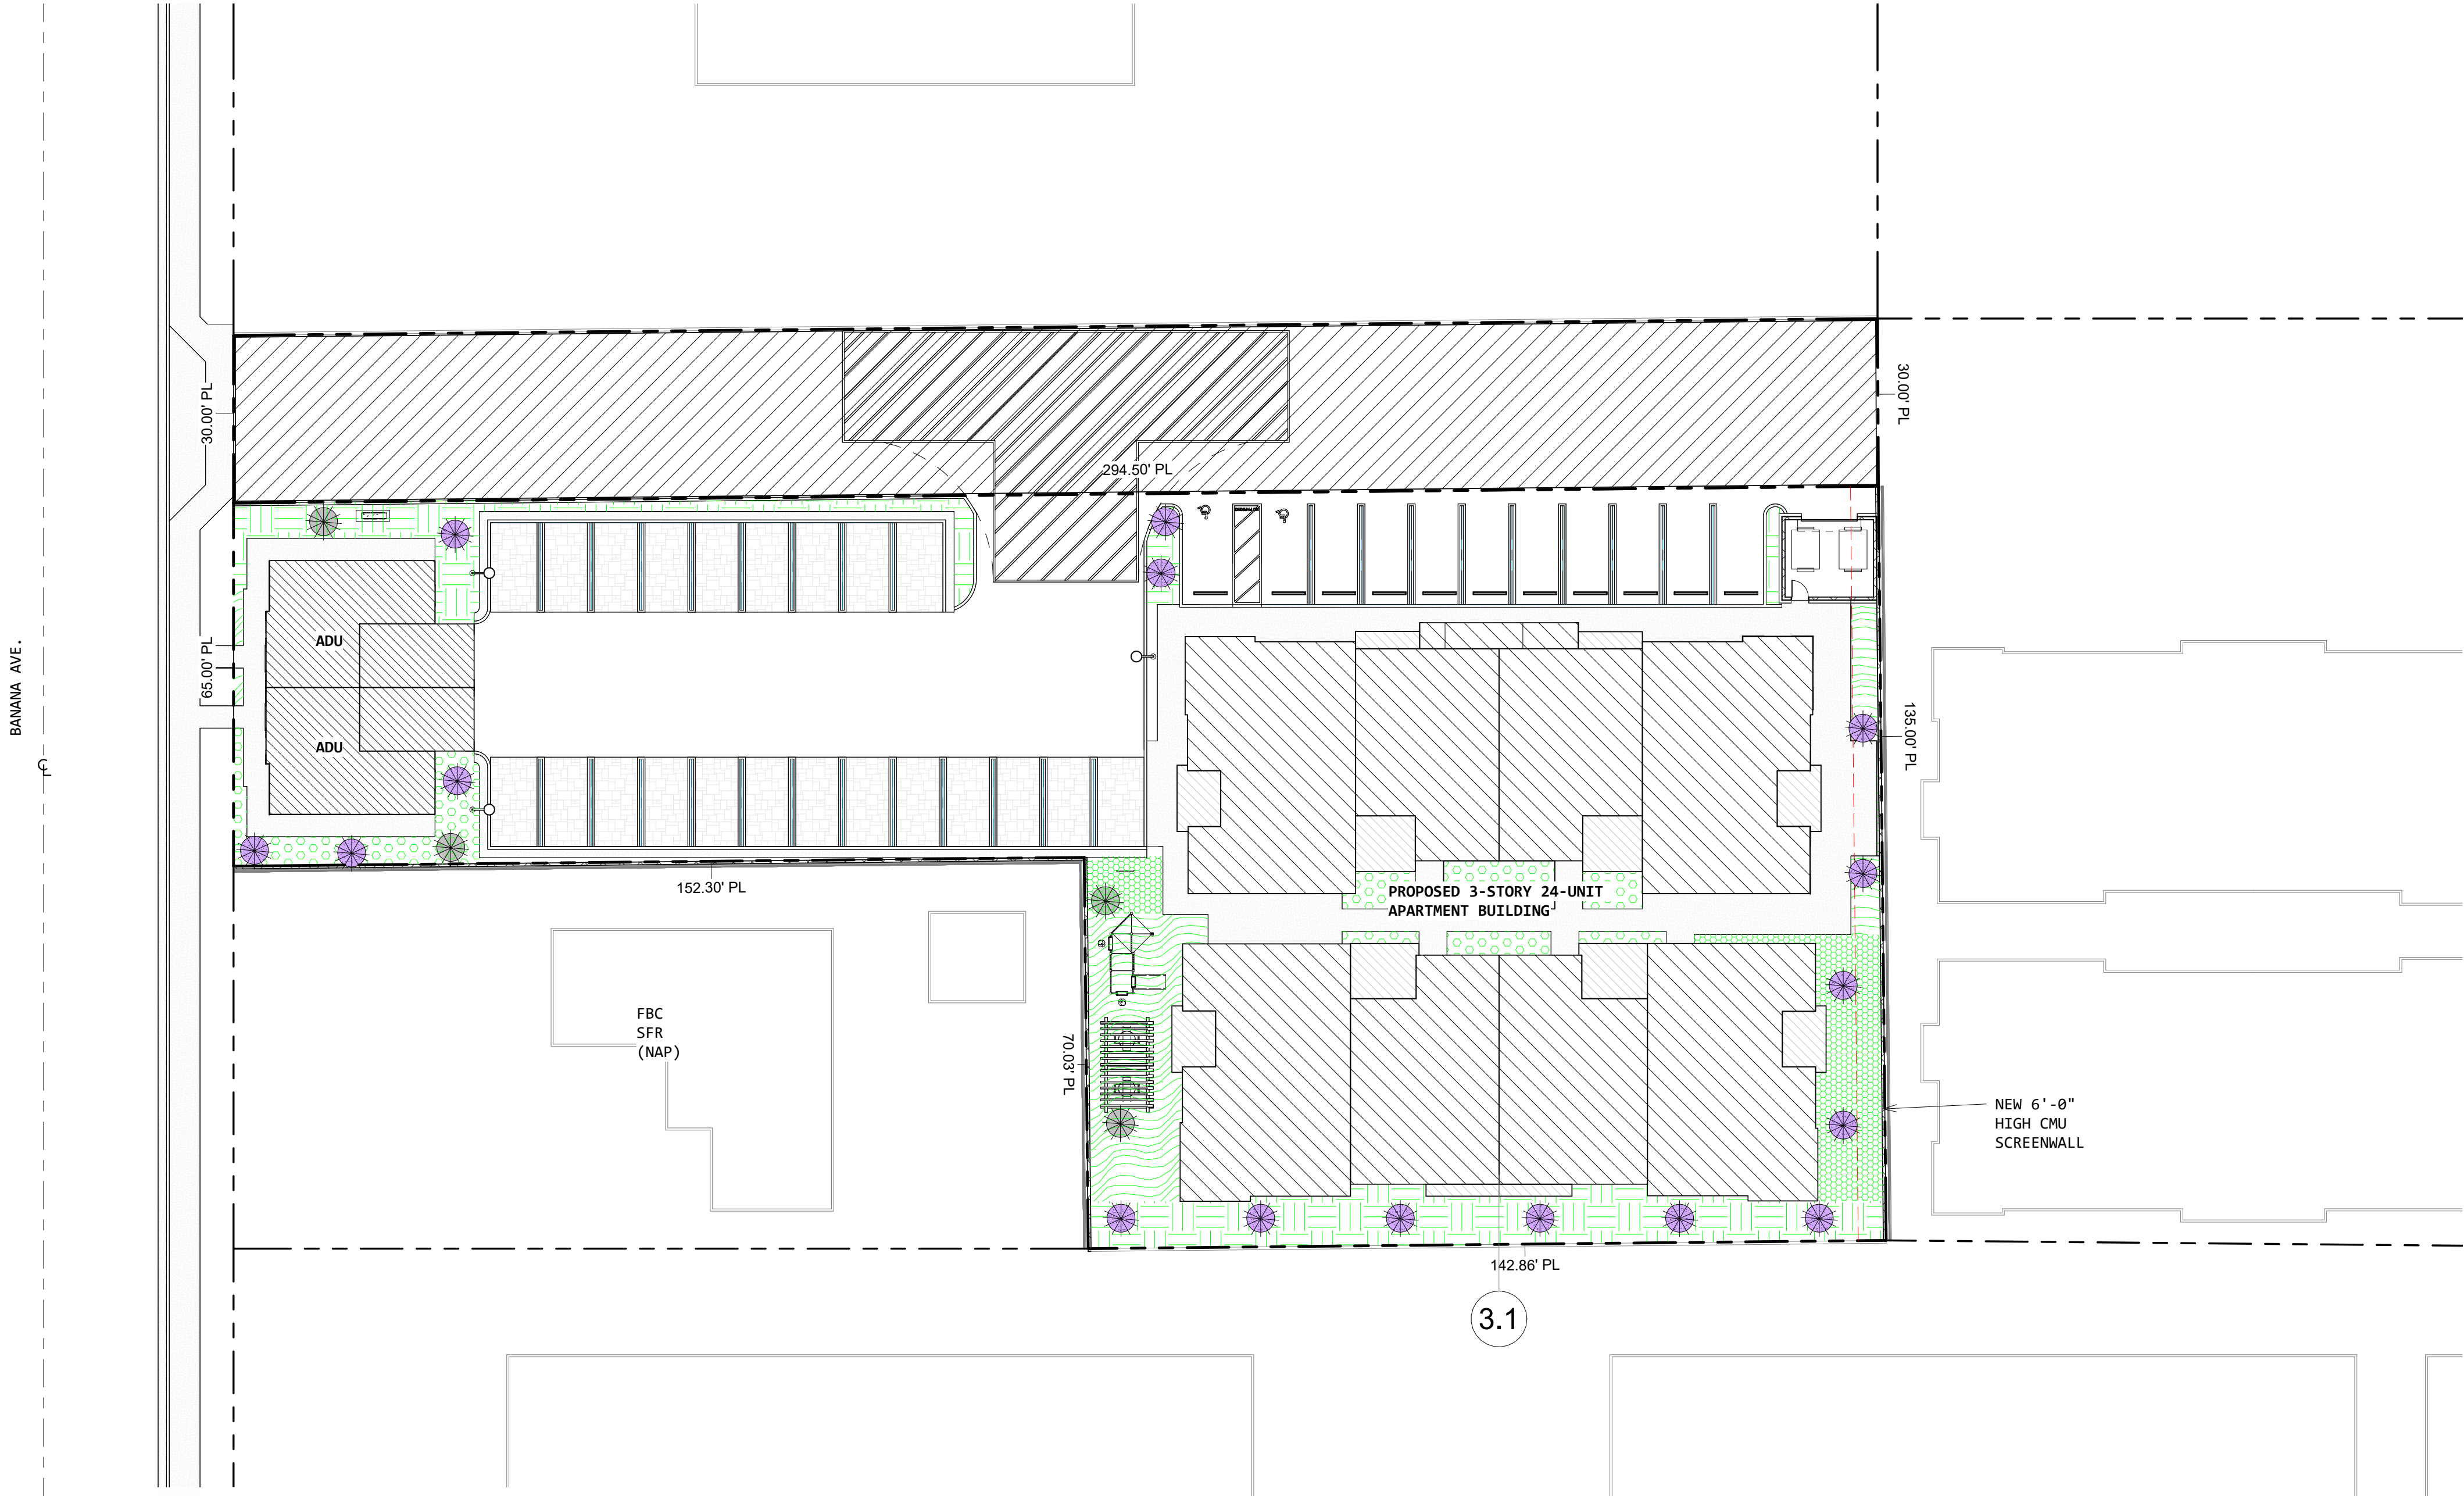 30.00' PL
30.00' PL
294.50' PL
BANANA AVE.
65.00' PL
ADU
ADU
135.00' PL
152.30' PL
PROPOSED 3-STORY 24-UNIT
APARTMENT BUILDING
FBC
SFR
(NAP)
70.03' PL
NEW 6'-0"
HIGH CMU
SCREENWALL
142.86' PL
3.1